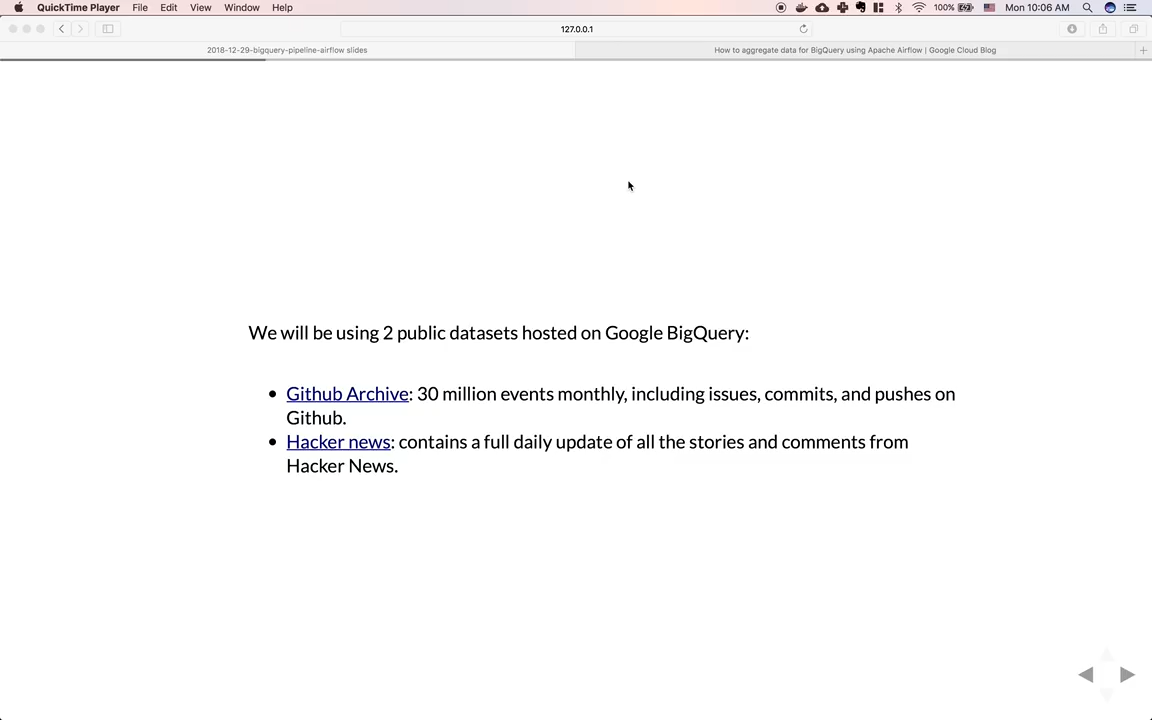 QuickTime Player File Edit View Window Help 100% Mon 10:06 AM
127.0.0.1
2018-12-29-bigquery-pipeline-airflow slides How to aggregate data for BigQuery using Apache Airflow | Google Cloud Blog
We will be using 2 public datasets hosted on Google BigQuery:
• Github Archive: 30 million events monthly, including issues, commits, and pushes on
Github.
• Hacker news: contains a full daily update of all the stories and comments from
Hacker News.